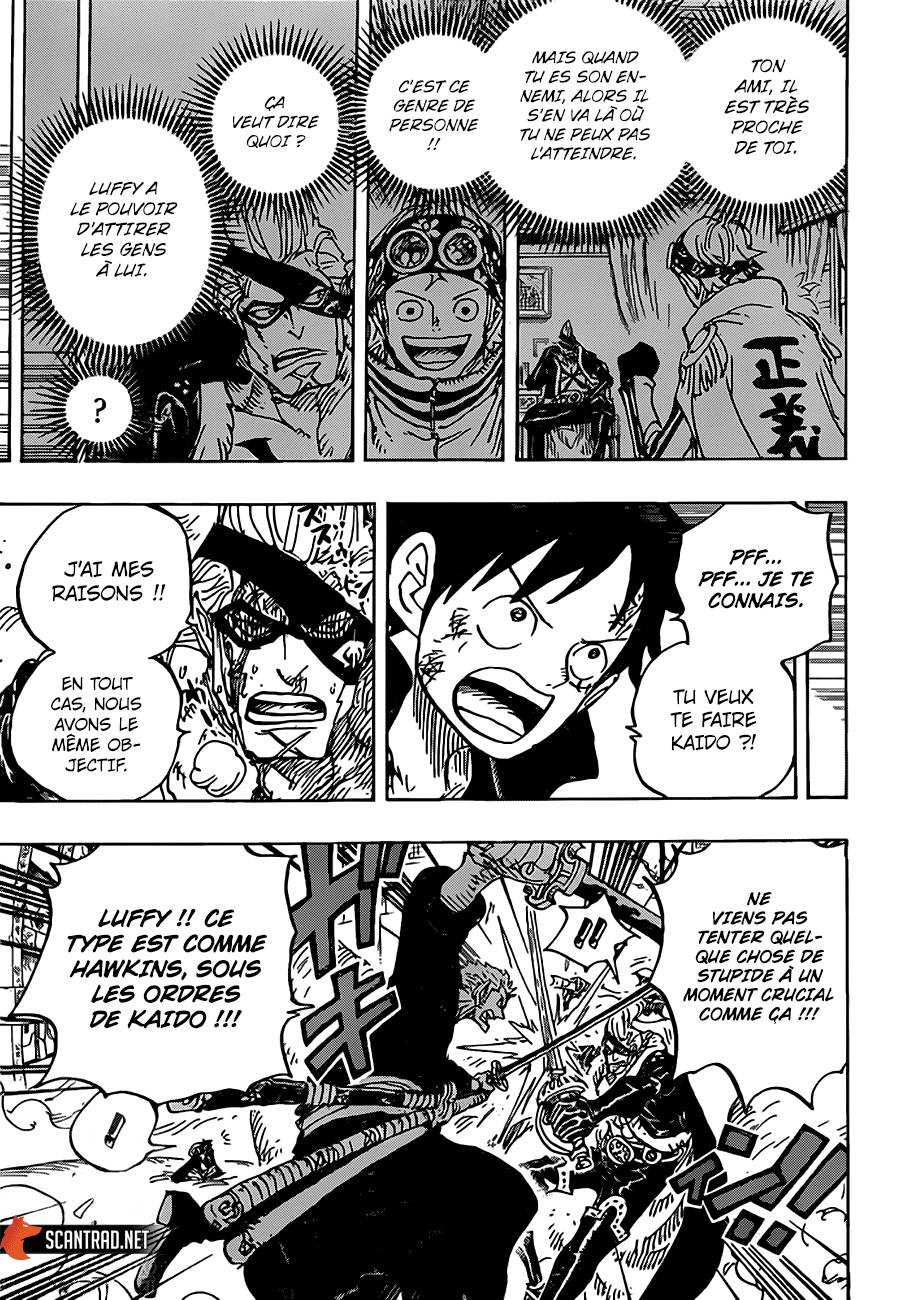 TON
AMI, IL
EST TRÈS
PROCHE
DE TOI.
MAIS QUAND
TU ES SON EN-
NEMI, ALORS IL
S'EN VA LÀ OÙ
TU NE PEUX PAS
L'ATTEINDRE.
C'EST CE
GENRE DE
PERSONNE
!!
ÇA
VEUT DIRE
QUOI ?
LUFFY A
LE POUVOIR
D'ATTIRER
LES GENS
À LUI.
?
正義
PFF...
PFF... JE TE
CONNAIS.
TU VEUX
TE FAIRE
KAIDO ?!
J'AI MES
RAISONS !!
EN TOUT
CAS, NOUS
AVONS LE
MÊME OB-
JECTIF.
NE
VIENS PAS
TENTER QUEL-
QUE CHOSE DE
STUPIDE À UN
MOMENT CRUCIAL
COMME ÇA !!!
!!
LUFFY !! CE
TYPE EST COMME
HAWKINS, SOUS
LES ORDRES
DE KAIDO !!!
ガキ
ィン!!
!!
SCANTRAD.NET